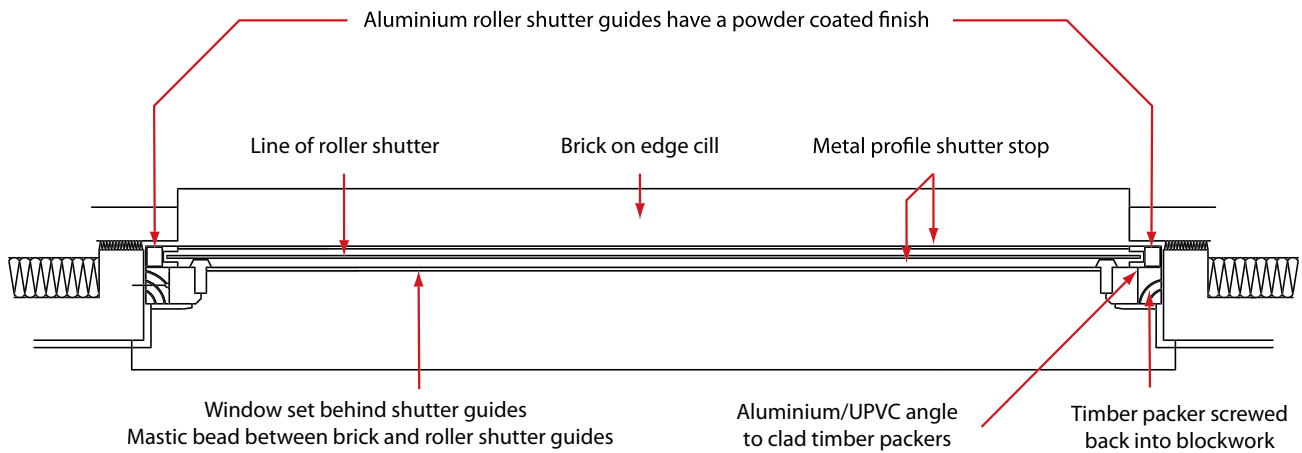 Aluminium roller shutter guides have a powder coated finish
Line of roller shutter
Brick on edge cill
Metal profile shutter stop
Window set behind shutter guides
Mastic bead between brick and roller shutter guides
Aluminium/UPVC angle
to clad timber packers
Timber packer screwed
back into blockwork